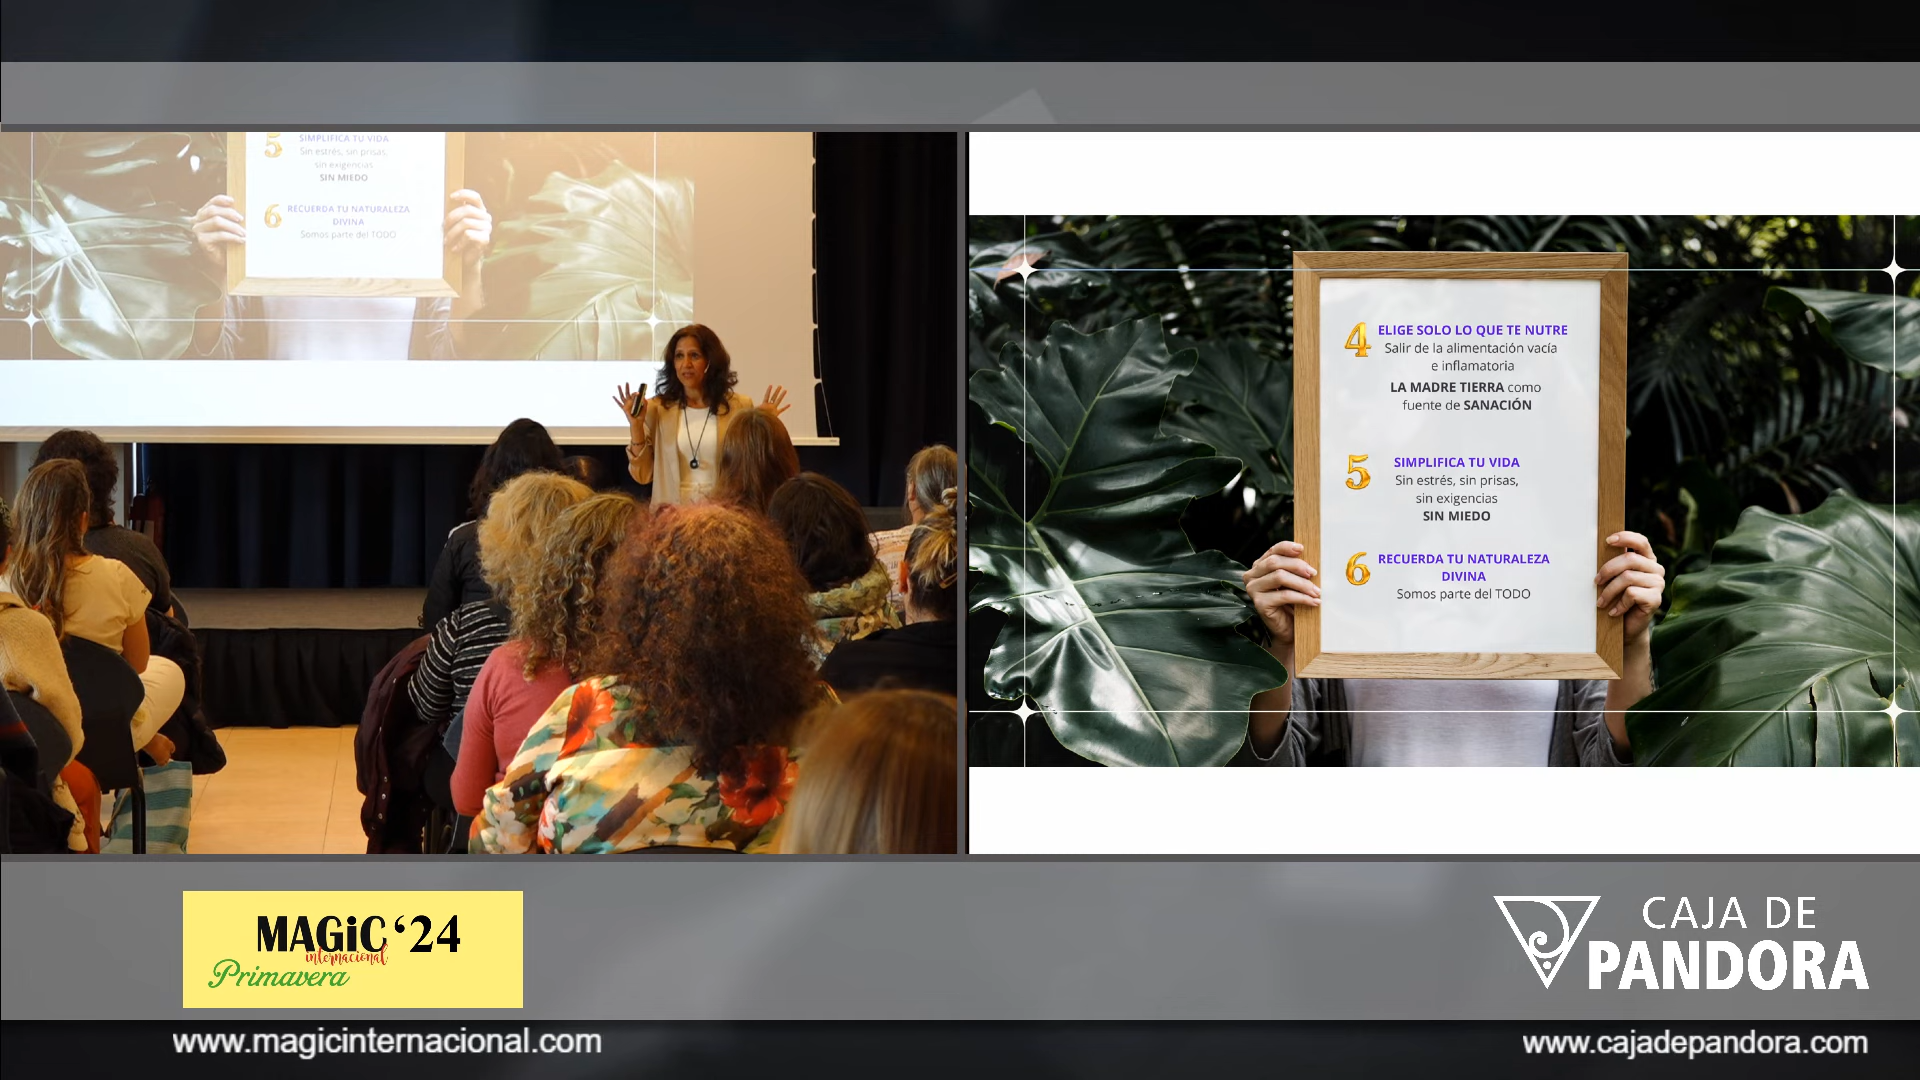 5 SIMPLIFICA TU VIDA
Sin estrés, sin prisas,
sin exigencias
SIN MIEDO
6 RECUERDA TU NATURALEZA
DIVINA
Somos parte del TODO
4 ELIGE SOLO LO QUE TE NUTRE
Salir de la alimentación vacía
e inflamatoria
LA MADRE TIERRA como
fuente de SANACIÓN
5 SIMPLIFICA TU VIDA
Sin estrés, sin prisas,
sin exigencias
SIN MIEDO
6 RECUERDA TU NATURALEZA
DIVINA
Somos parte del TODO
MAGiC ‘24
internacional
Primavera
www.magicinternacional.com
CAJA DE
PANDORA
www.cajadepandora.com